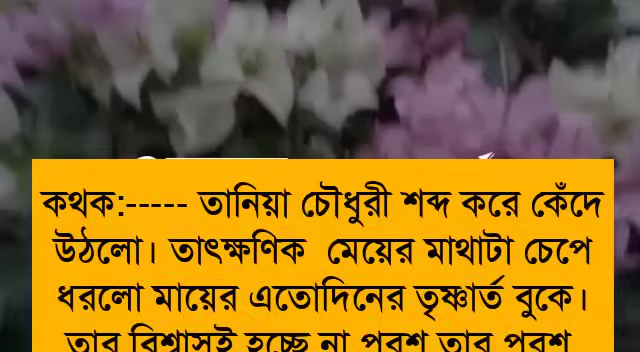 কথক:----- তানিয়া চৌধুরী শব্দ করে কেঁদে
উঠলো। তাৎক্ষণিক মেয়ের মাথাটা চেপে
ধরলো মায়ের এতোদিনের তৃষ্ণার্ত বুকে।
তার বিশ্বাসই হচ্ছে না পরশ তার পরশ